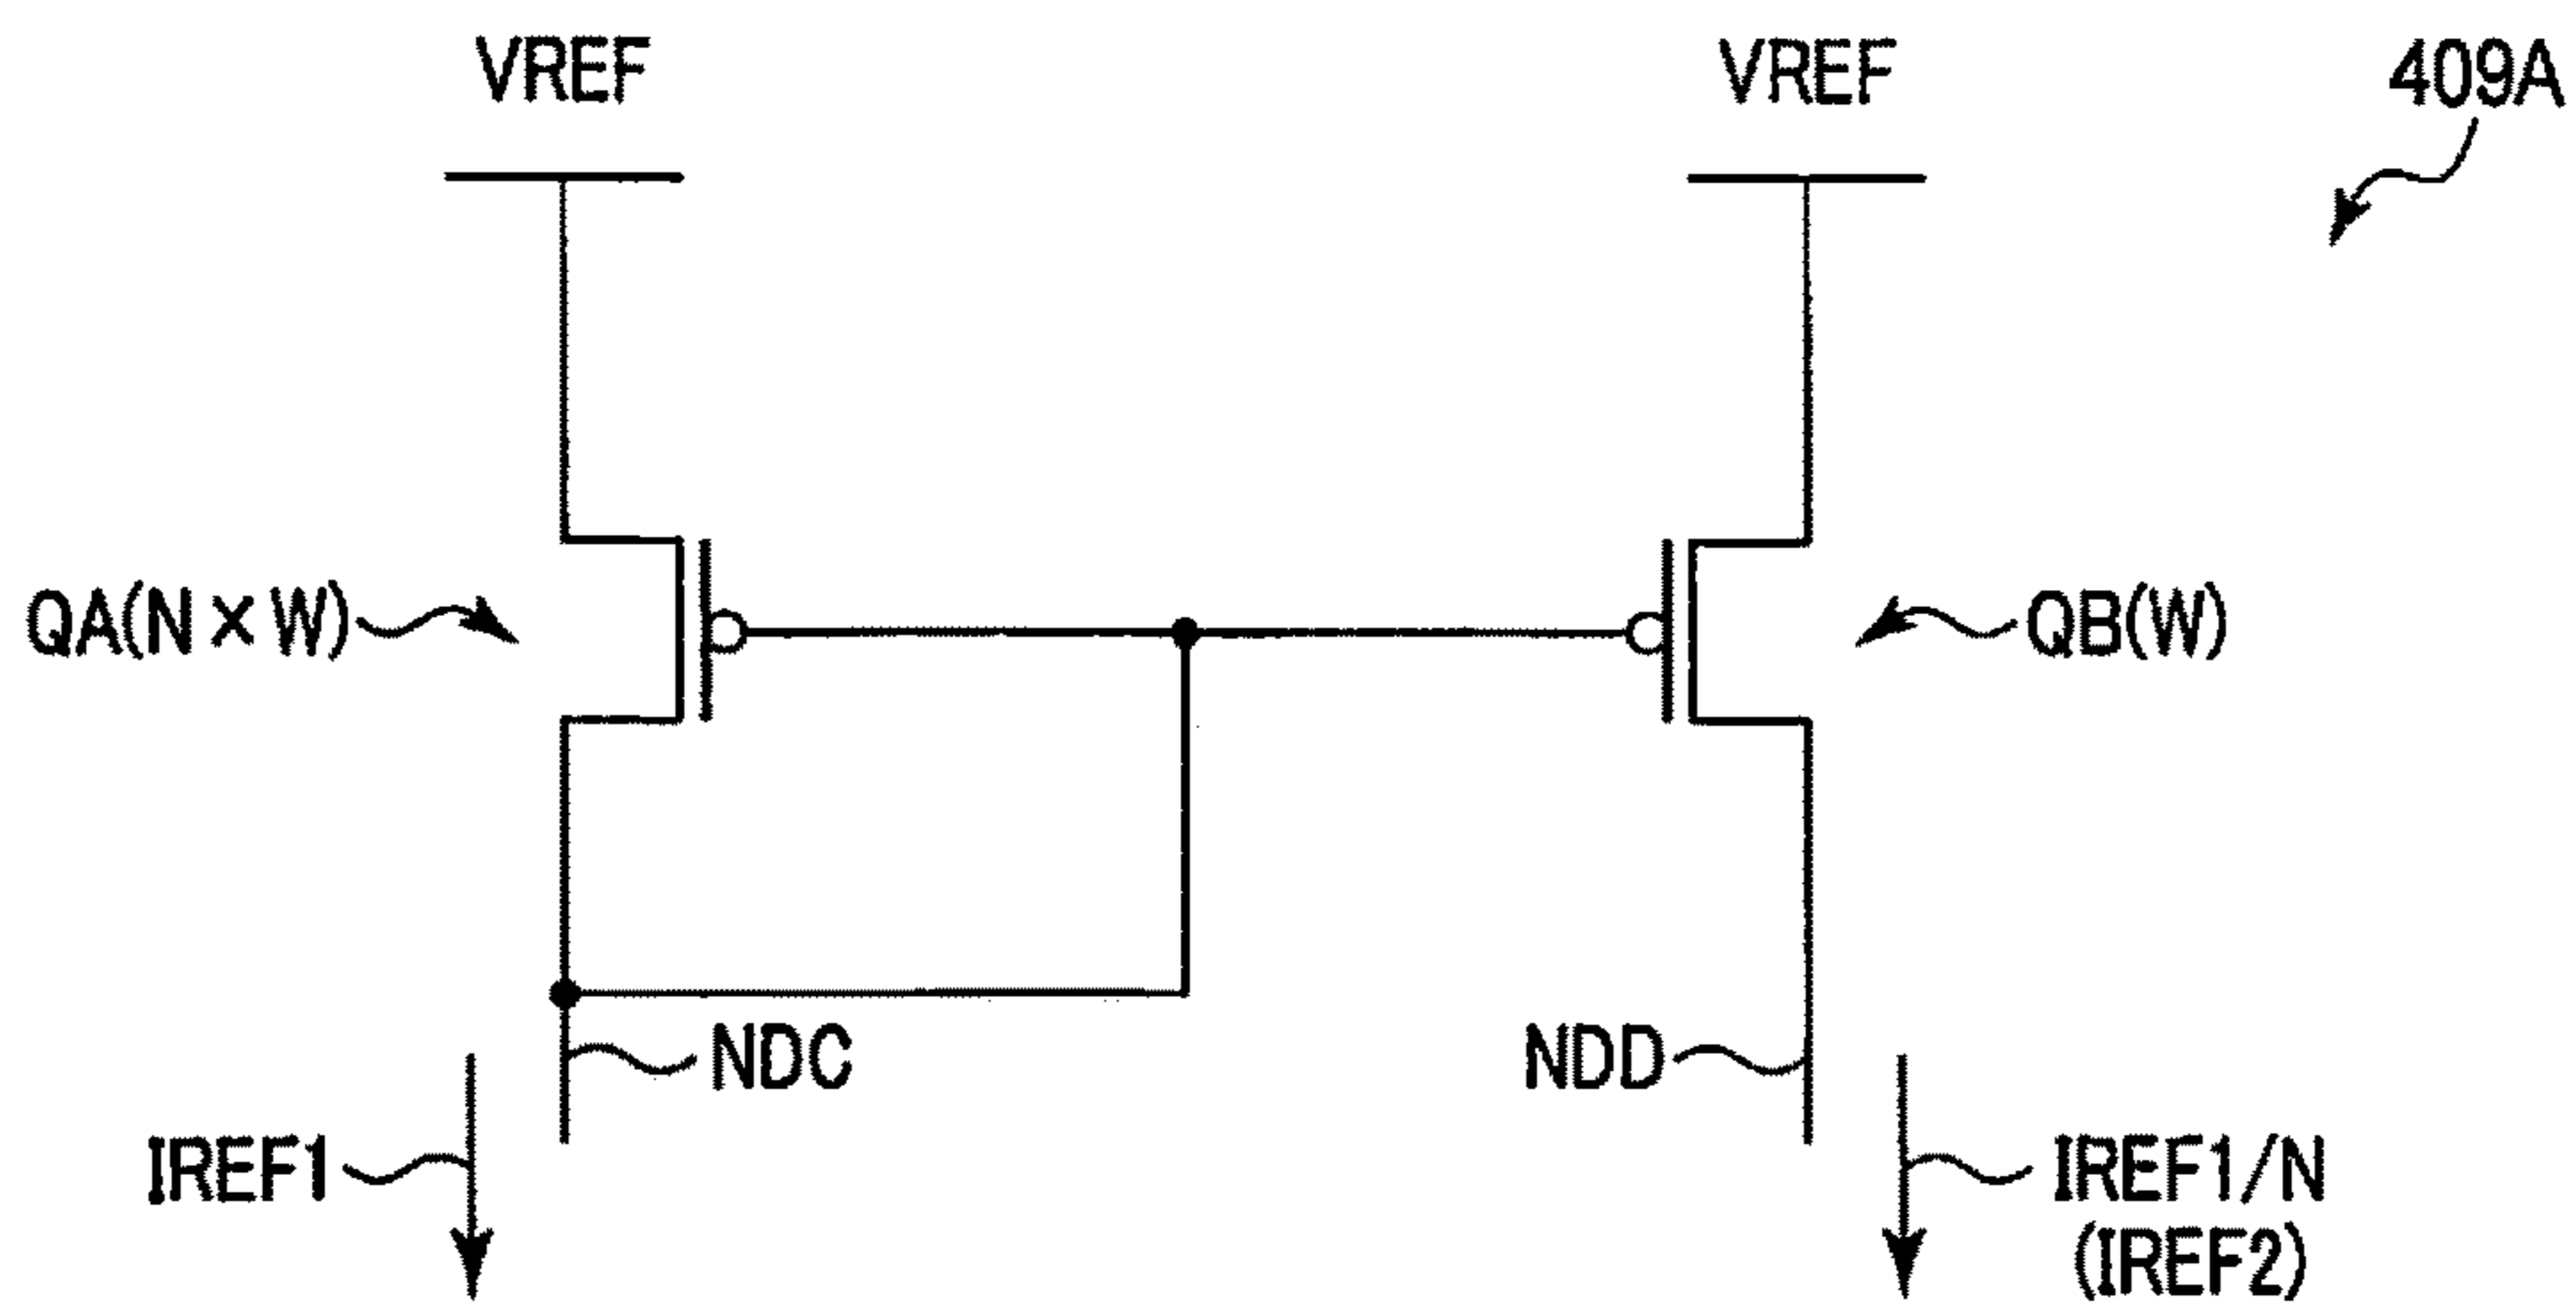 VREF
VREF
409A
QA(N×W)
QB(W)
NDC
NDD
IREF1
IREF1/N
(IREF2)